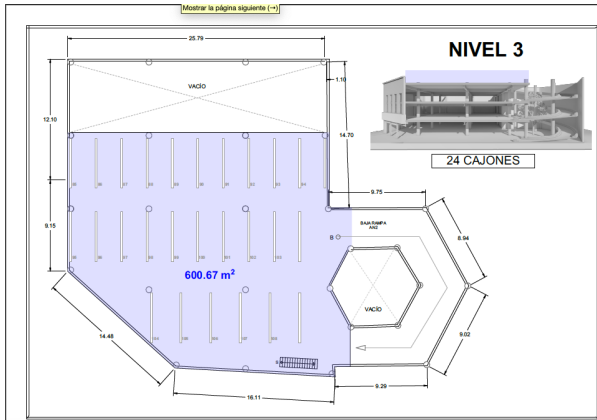 Mostrar la página siguiente (→)
NIVEL 3
24 CAJONES
25.79
VACÍO
1.10
12.10
14.70
9.15
9.75
BAJA RAMPA
AN2
B
8.94
600.67 m²
VACÍO
14.48
9.02
S
16.11
9.29